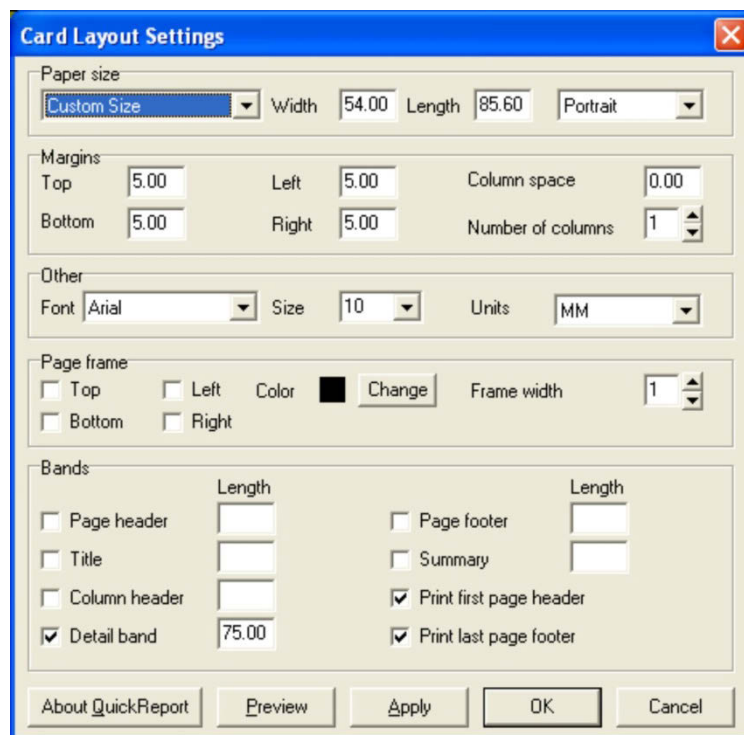 Card Layout Settings
Paper size
Custom Size Width 54.00 Length 85.60 Portrait
Margins
Top 5.00 Left 5.00 Column space 0.00
Bottom 5.00 Right 5.00 Number of columns 1
Other
Font Arial Size 10 Units MM
Page frame
Top Left Color Change Frame width 1
Bottom Right
Bands
Length Length
Page header Page footer
Title Summary
Column header Print first page header
Detail band 75.00 Print last page footer
About QuickReport Preview Apply OK Cancel